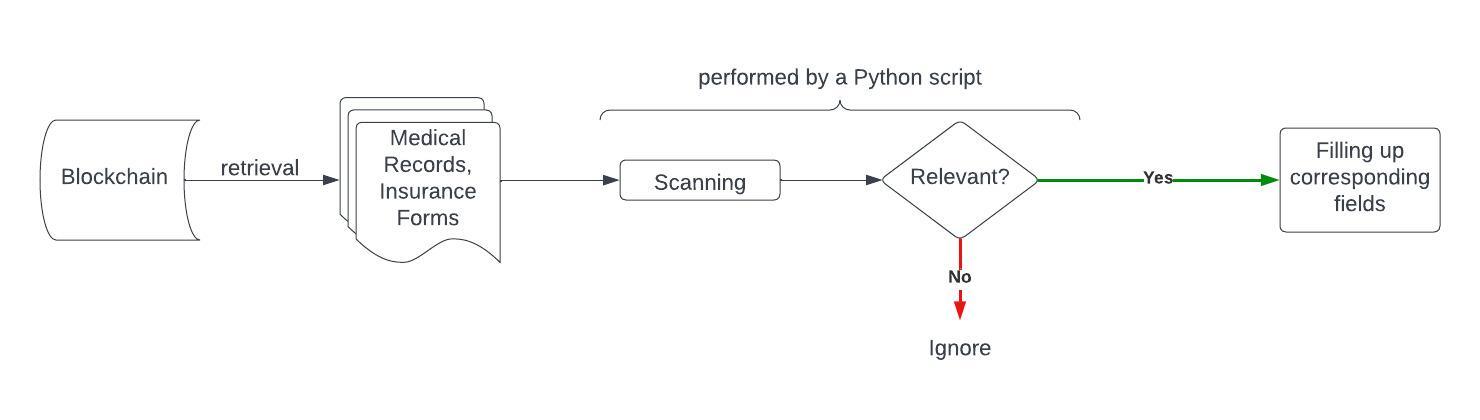 performed by a Python script
Blockchain
retrieval
Medical
Records,
Insurance
Forms
Scanning
Relevant?
Yes
Filling up
corresponding
fields
No
Ignore